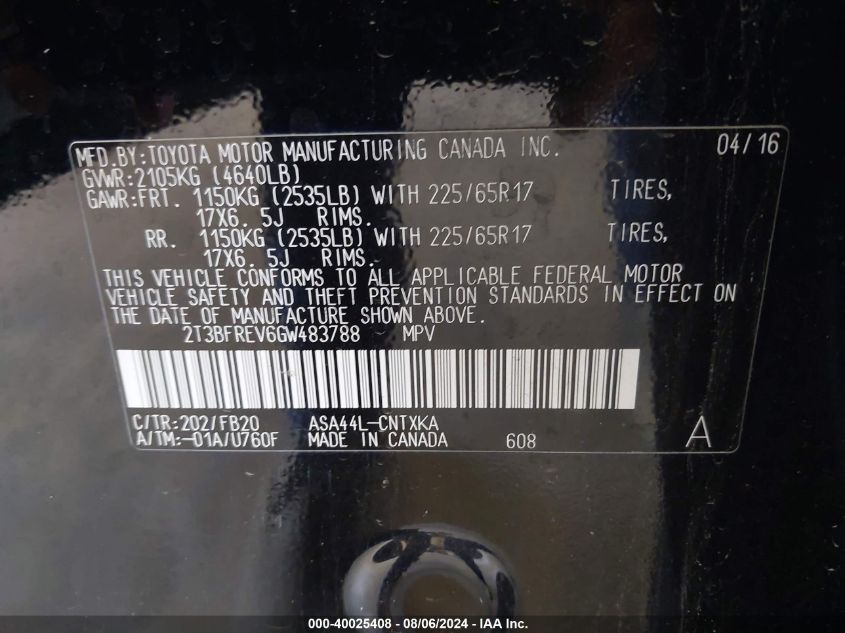 MFD.BY:TOYOTA MOTOR MANUFACTURING CANADA INC. 04/16
GVWR:2105KG (4640LB)
GAWR:FRT. 1150KG (2535LB) WITH 225/65R17 TIRES,
17X6. 5J RIMS.
RR. 1150KG (2535LB) WITH 225/65R17 TIRES,
17X6. 5J RIMS.
THIS VEHICLE CONFORMS TO ALL APPLICABLE FEDERAL MOTOR
VEHICLE SAFETY AND THEFT PREVENTION STANDARDS IN EFFECT ON
THE DATE OF MANUFACTURE SHOWN ABOVE.
2T3BFREV6GW483788 MPV
C/TR:202/FB20 ASA44L-CNTXKA
A/TM:-01A/U760F MADE IN CANADA 608 A
000-40025408 - 08/06/2024 - IAA Inc.